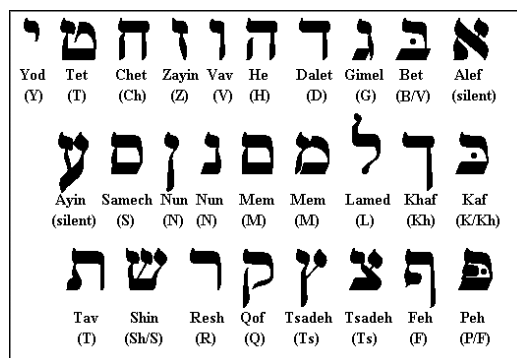 א בּ ג ד ה ו ז ח ט י
Yod Tet Chet Zayin Vav He Dalet Gimel Bet Alef
(Y) (T) (Ch) (Z) (V) (H) (D) (G) (B/V) (silent)
כּ ך ל מ ם נ ן ס ע
Ayin Samech Nun Nun Mem Mem Lamed Khaf Kaf
(silent) (S) (N) (N) (M) (M) (L) (Kh) (K/Kh)
פּ ף צ ץ ק ר ש ת
Tav Shin Resh Qof Tsadeh Tsadeh Feh Peh
(T) (Sh/S) (R) (Q) (Ts) (Ts) (F) (P/F)